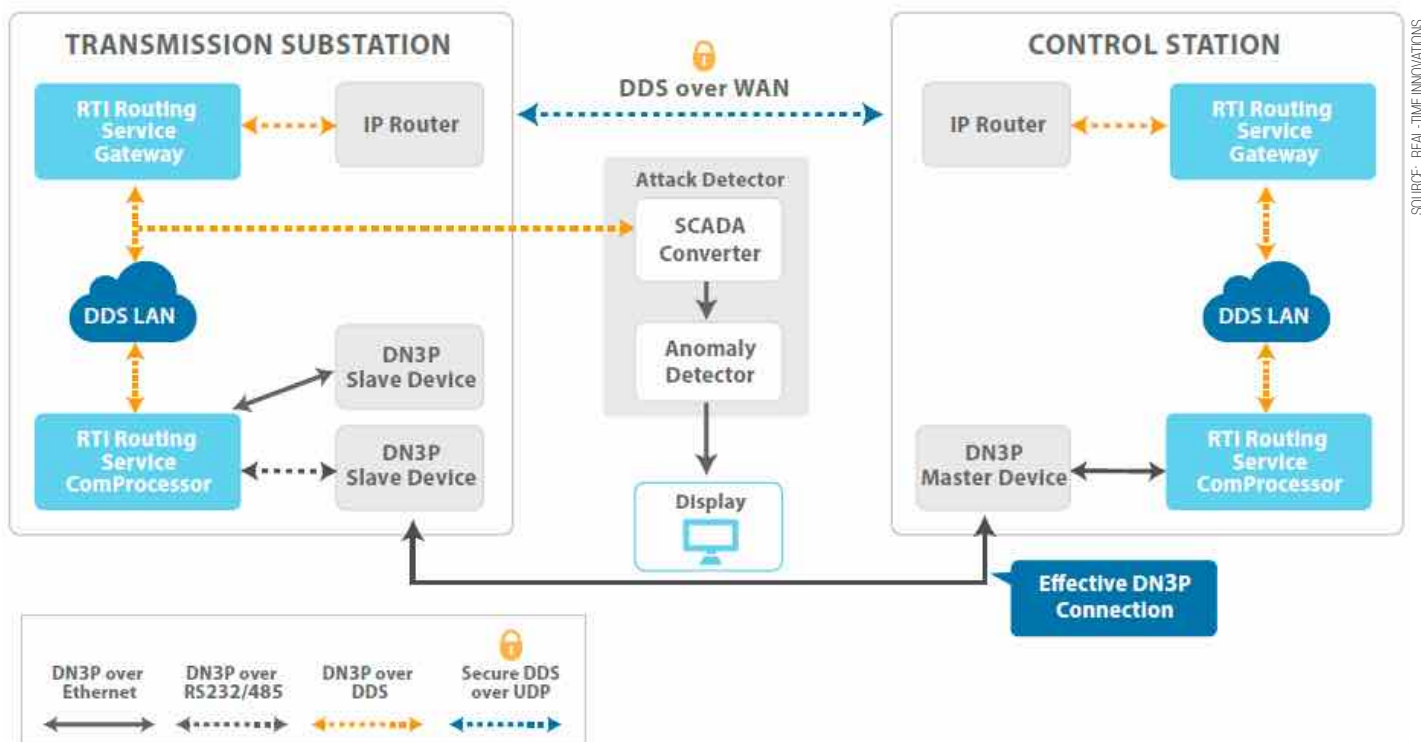 TRANSMISSION SUBSTATION
RTI Routing
Service
Gateway
IP Router
DDS LAN
DN3P
Slave Device
RTI Routing
Service
ComProcessor
DN3P
Slave Device
DDS over WAN
Attack Detector
SCADA
Converter
Anomaly
Detector
Display
CONTROL STATION
IP Router
RTI Routing
Service
Gateway
DDS LAN
DN3P
Master Device
RTI Routing
Service
ComProcessor
Effective DN3P
Connection
DN3P over
Ethernet
DN3P over
RS232/485
DN3P over
DDS
Secure DDS
over UDP
SOURCE: REAL-TIME INNOVATIONS